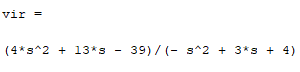 vir =
(4*s^2 + 13*s - 39)/(- s^2 + 3*s + 4)